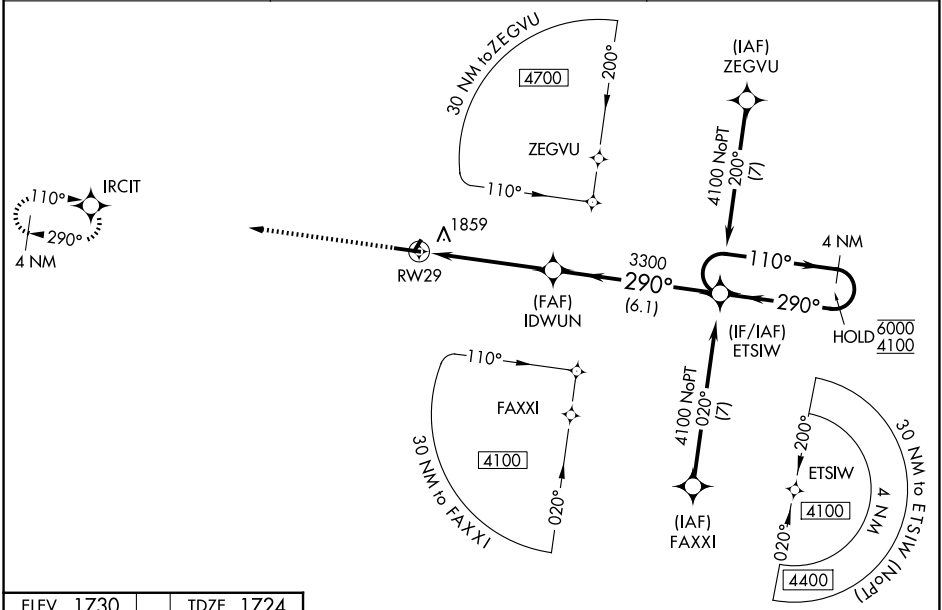 30 NM to ZEGVU
4700
200°
ZEGVU
110°
(IAF)
ZEGVU
4100 NoPT
200°
(7)
IRCIT
110°
290°
4 NM
1859
RW29
(FAF)
IDWUN
3300
290°
(6.1)
110°
4 NM
290°
(IF/IAF)
ETSIW
HOLD
6000
4100
110°
FAXXI
4100
020°
30 NM to FAXXI
4100 NoPT
020°
(7)
(IAF)
FAXXI
200°
ETSIW
4100
020°
4 NM
30 NM to ETSIW (NoPT)
4400
ELEV 1730
TDZE 1724